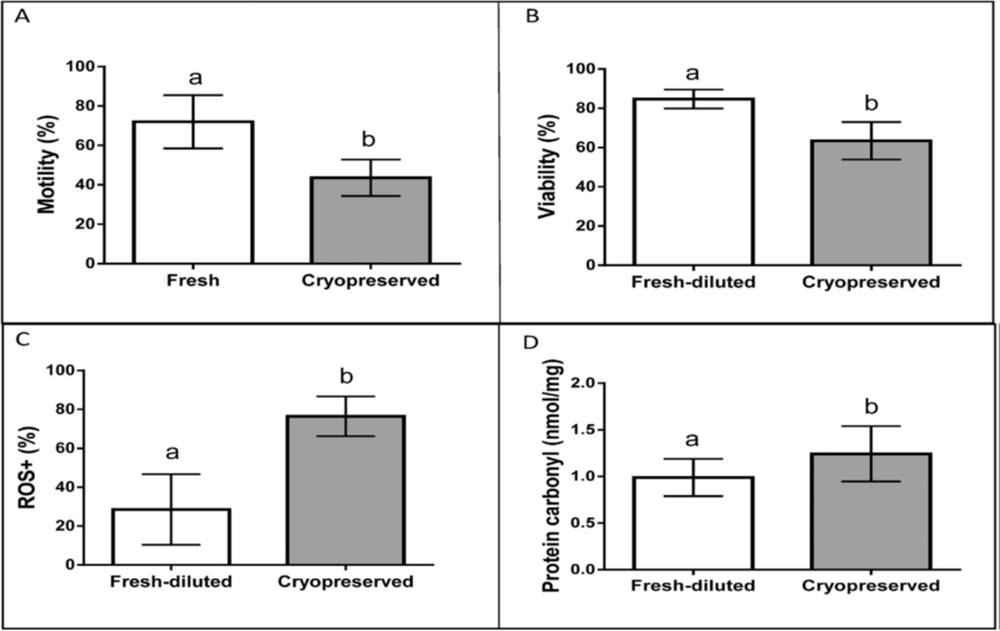 A
Motility (%)
100
80
60
40
20
0
a
b
Fresh Cryopreserved
B
Viability (%)
100
80
60
40
20
0
a
b
Fresh-diluted Cryopreserved
C
ROS+ (%)
100
80
60
40
20
0
a
b
Fresh-diluted Cryopreserved
D
Protein carbonyl (nmol/mg)
2.0
1.5
1.0
0.5
0.0
a
b
Fresh-diluted Cryopreserved